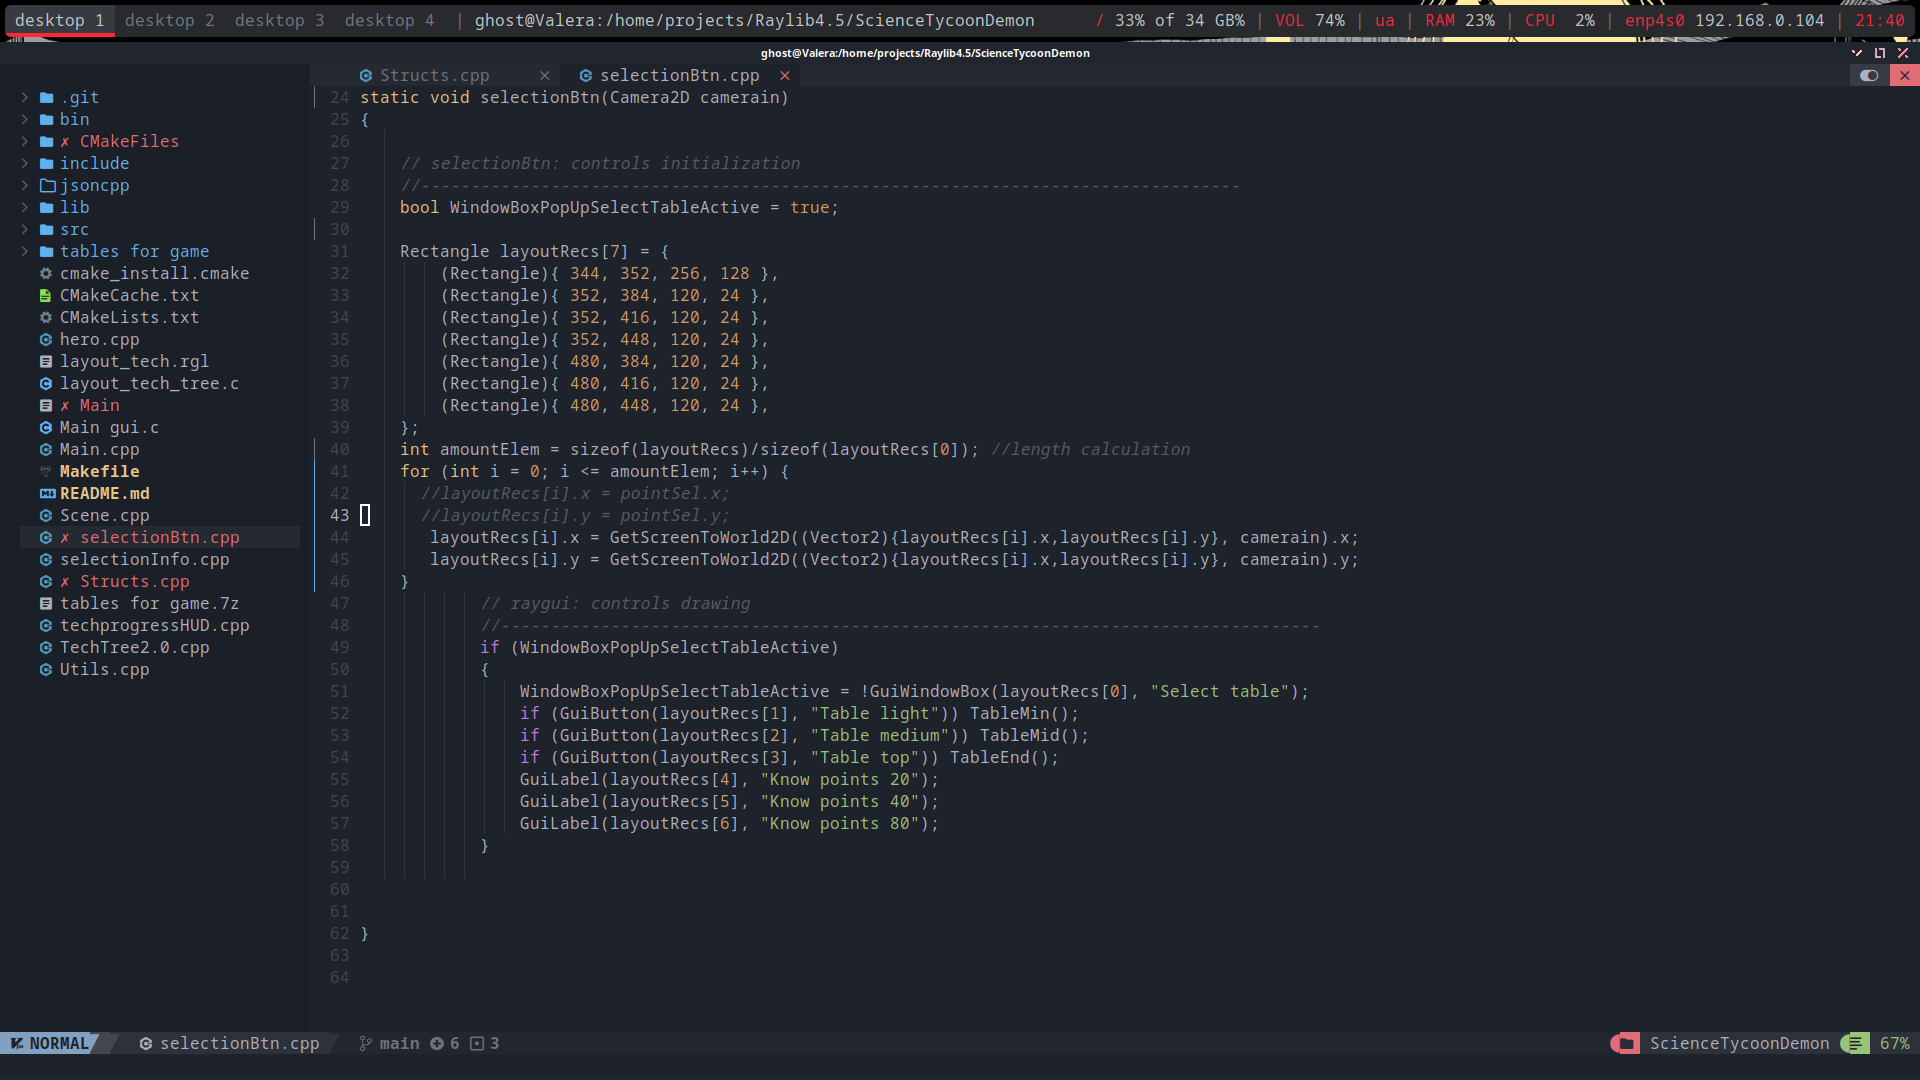 desktop 1 desktop 2 desktop 3 desktop 4 | ghost@Valera:/home/projects/Raylib4.5/ScienceTycoonDemon / 33% of 34 GB% | VOL 74% | ua | RAM 23% | CPU 2% | enp4s0 192.168.0.104 | 21:40
ghost@Valera:/home/projects/Raylib4.5/ScienceTycoonDemon
Structs.cpp × selectionBtn.cpp ×
.git
bin
✗ CMakeFiles
include
jsoncpp
lib
src
tables for game
cmake_install.cmake
CMakeCache.txt
CMakeLists.txt
hero.cpp
layout_tech.rgl
layout_tech_tree.c
✗ Main
Main gui.c
Main.cpp
Makefile
README.md
Scene.cpp
✗ selectionBtn.cpp
selectionInfo.cpp
✗ Structs.cpp
tables for game.7z
techprogressHUD.cpp
TechTree2.0.cpp
Utils.cpp
24 static void selectionBtn(Camera2D camerain)
25 {
26
27     // selectionBtn: controls initialization
28     //----------------------------------------------------------------------------------
29     bool WindowBoxPopUpSelectTableActive = true;
30
31     Rectangle layoutRecs[7] = {
32         (Rectangle){ 344, 352, 256, 128 },
33         (Rectangle){ 352, 384, 120, 24 },
34         (Rectangle){ 352, 416, 120, 24 },
35         (Rectangle){ 352, 448, 120, 24 },
36         (Rectangle){ 480, 384, 120, 24 },
37         (Rectangle){ 480, 416, 120, 24 },
38         (Rectangle){ 480, 448, 120, 24 },
39     };
40     int amountElem = sizeof(layoutRecs)/sizeof(layoutRecs[0]); //length calculation
41     for (int i = 0; i <= amountElem; i++) {
42       //layoutRecs[i].x = pointSel.x;
43       //layoutRecs[i].y = pointSel.y;
44        layoutRecs[i].x = GetScreenToWorld2D((Vector2){layoutRecs[i].x,layoutRecs[i].y}, camerain).x;
45        layoutRecs[i].y = GetScreenToWorld2D((Vector2){layoutRecs[i].x,layoutRecs[i].y}, camerain).y;
46     }
47             // raygui: controls drawing
48             //----------------------------------------------------------------------------------
49             if (WindowBoxPopUpSelectTableActive)
50             {
51                 WindowBoxPopUpSelectTableActive = !GuiWindowBox(layoutRecs[0], "Select table");
52                 if (GuiButton(layoutRecs[1], "Table light")) TableMin();
53                 if (GuiButton(layoutRecs[2], "Table medium")) TableMid();
54                 if (GuiButton(layoutRecs[3], "Table top")) TableEnd();
55                 GuiLabel(layoutRecs[4], "Know points 20");
56                 GuiLabel(layoutRecs[5], "Know points 40");
57                 GuiLabel(layoutRecs[6], "Know points 80");
58             }
59
60
61
62 }
63
64
NORMAL selectionBtn.cpp main 6 3 ScienceTycoonDemon 67%